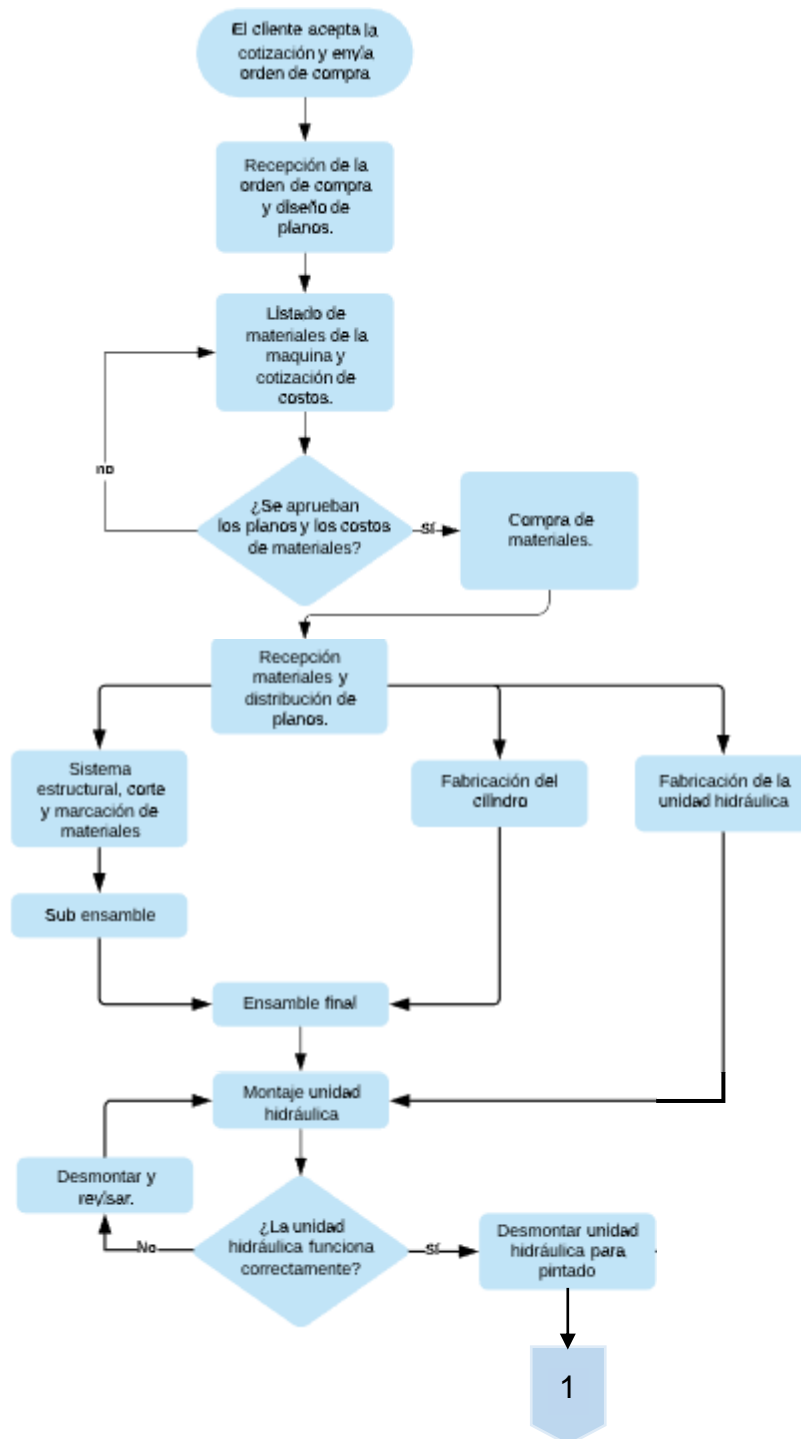 El cliente acepta la
cotización y envía
orden de compra
Recepción de la
orden de compra
y diseño de
planos.
Listado de
materiales de la
maquina y
cotización de
costos.
no
¿Se aprueban
los planos y los costos
de materiales?
Sí
Compra de
materiales.
Recepción
materiales y
distribución de
planos.
Sistema
estructural, corte
y marcación de
materiales
Fabricación del
cilindro
Fabricación de la
unidad hidráulica
Sub ensamble
Ensamble final
Montaje unidad
hidráulica
Desmontar y
revisar.
¿La unidad
hidráulica funciona
correctamente?
No
Sí
Desmontar unidad
hidráulica para
pintado
1